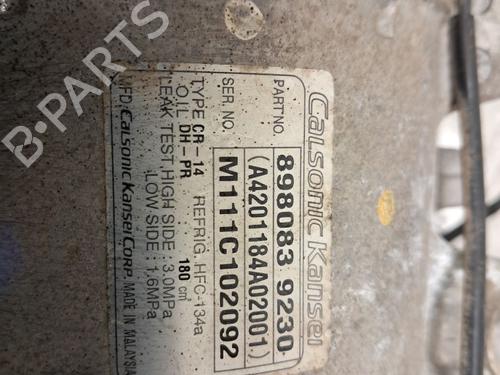 Calsonic Kansei
PART NO. 898083 9230
(A4201184A02001)
SER. NO. M111C102092
TYPE CR-14 REFRIG. HFC-134a
OIL DH-PR 180 cm³
LEAK TEST HIGH SIDE : 3.0MPa
LOW SIDE : 1.6MPa
MFD. Calsonic Kansei Corp. MADE IN MALAYSIA
B-PARTS